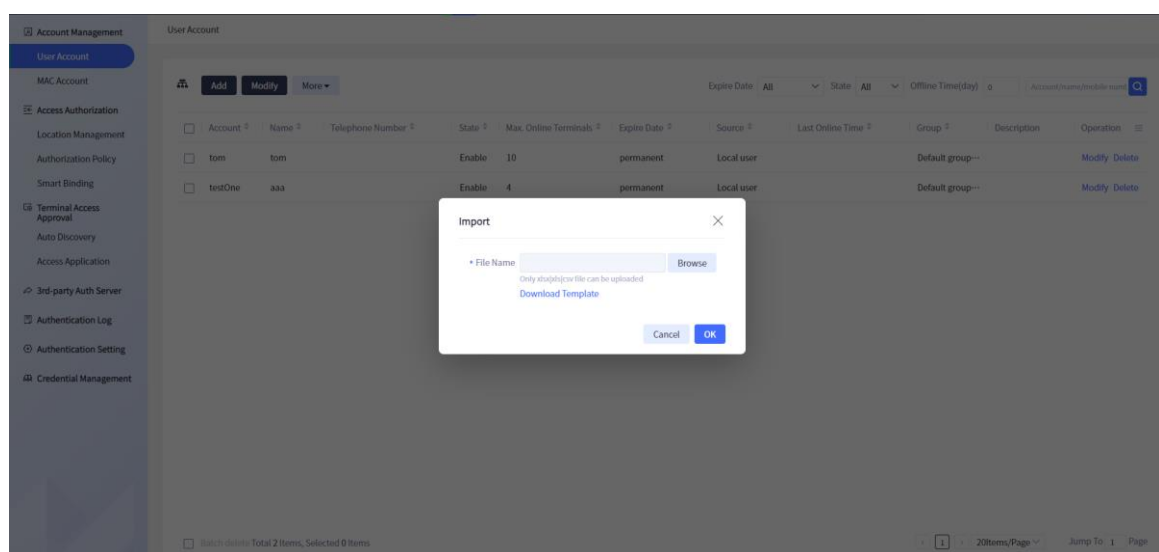 Account Management
User Account
User Account
MAC Account
Access Authorization
Location Management
Authorization Policy
Smart Binding
Terminal Access
Approval
Auto Discovery
Access Application
3rd-party Auth Server
Authentication Log
Authentication Setting
Credential Management
Add Modify More Expire Date All State All Offline Time(day) 0
Account Name Telephone Number State Max. Online Terminals Expire Date Source Last Online Time Group Description Operation
tom tom Enable 10 permanent Local user Default group··· Modify Delete
testOne aaa Enable 4 permanent Local user Default group··· Modify Delete
Import
* File Name Browse
Only xlsx|xls|csv file can be uploaded
Download Template
Cancel OK
Batch delete Total 2 Items, Selected 0 Items 1 20Items/Page Jump To 1 Page